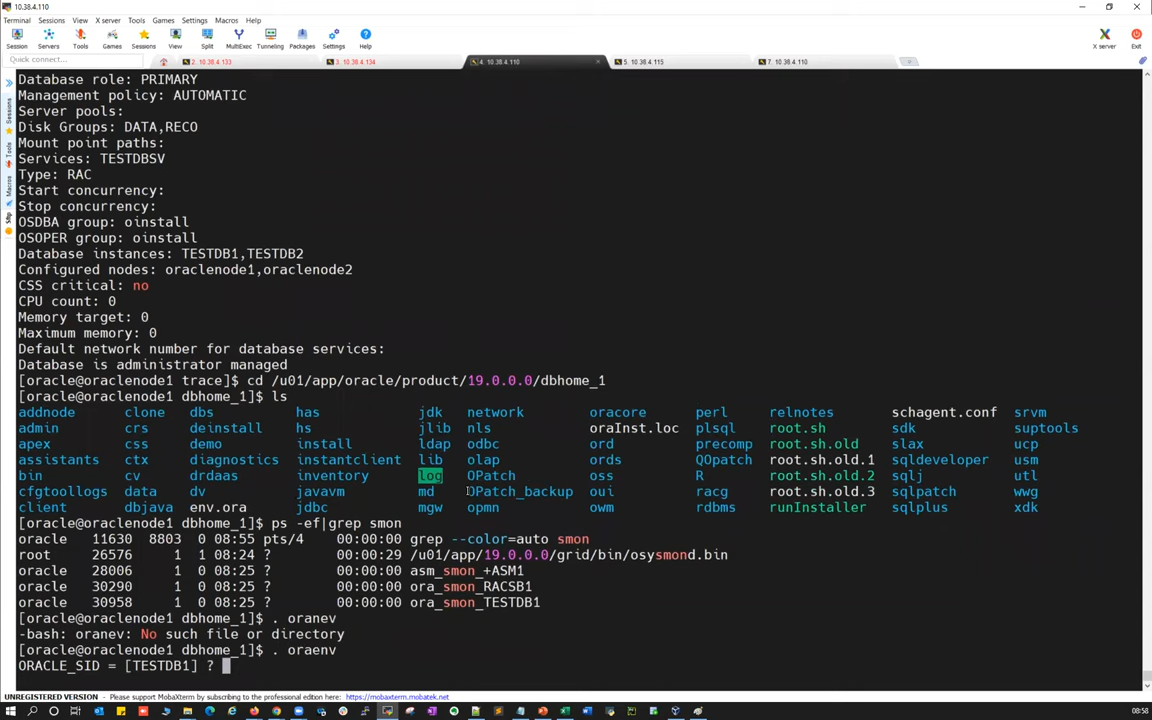 10.38.4.110
Terminal Sessions View X server Tools Games Settings Macros Help
Session Servers Tools Games Sessions View Split MultiExec Tunneling Packages Settings Help X server Exit
Quick connect...
2. 10.38.4.133 3. 10.38.4.134 4. 10.38.4.110 5. 10.38.4.115 7. 10.38.4.110
Sessions
Tools
Macros
Sftp
Database role: PRIMARY
Management policy: AUTOMATIC
Server pools:
Disk Groups: DATA,RECO
Mount point paths:
Services: TESTDBSV
Type: RAC
Start concurrency:
Stop concurrency:
OSDBA group: oinstall
OSOPER group: oinstall
Database instances: TESTDB1,TESTDB2
Configured nodes: oraclenode1,oraclenode2
CSS critical: no
CPU count: 0
Memory target: 0
Maximum memory: 0
Default network number for database services:
Database is administrator managed
[oracle@oraclenode1 trace]$ cd /u01/app/oracle/product/19.0.0.0/dbhome_1
[oracle@oraclenode1 dbhome_1]$ ls
addnode clone dbs has jdk network oracore perl relnotes schagent.conf srvm
admin crs deinstall hs jlib nls oraInst.loc plsql root.sh sdk suptools
apex css demo install ldap odbc ord precomp root.sh.old slax ucp
assistants ctx diagnostics instantclient lib olap ords QOpatch root.sh.old.1 sqldeveloper usm
bin cv drdaas inventory log OPatch oss R root.sh.old.2 sqlj utl
cfgtoollogs data dv javavm md OPatch_backup oui racg root.sh.old.3 sqlpatch wwg
client dbjava env.ora jdbc mgw opmn owm rdbms runInstaller sqlplus xdk
[oracle@oraclenode1 dbhome_1]$ ps -ef|grep smon
oracle 11630 8803 0 08:55 pts/4 00:00:00 grep --color=auto smon
root 26576 1 1 08:24 ? 00:00:29 /u01/app/19.0.0.0/grid/bin/osysmond.bin
oracle 28006 1 0 08:25 ? 00:00:00 asm_smon_+ASM1
oracle 30290 1 0 08:25 ? 00:00:00 ora_smon_RACSB1
oracle 30958 1 0 08:25 ? 00:00:00 ora_smon_TESTDB1
[oracle@oraclenode1 dbhome_1]$ . oranev
-bash: oranev: No such file or directory
[oracle@oraclenode1 dbhome_1]$ . oraenv
ORACLE_SID = [TESTDB1] ?
UNREGISTERED VERSION - Please support MobaXterm by subscribing to the professional edition here: https://mobaxterm.mobatek.net
08:58